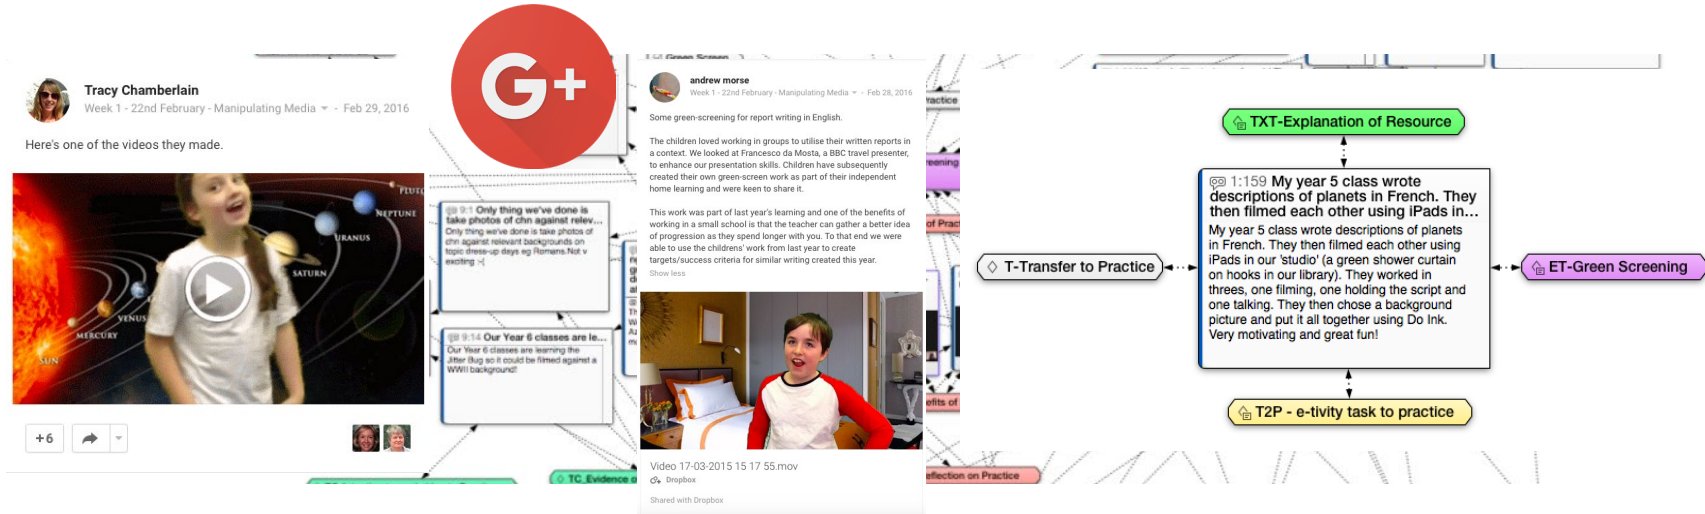 Tracy Chamberlain
Week 1 - 22nd February - Manipulating Media - Feb 29, 2016
Here's one of the videos they made.
PLUTO
NEPTUNE
URANUS
SATURN
VENUS
MERCURY
SUN
+6
G+
Green Screen
9:1 Only thing we've done is
take photos of chn against relev...
Only thing we've done is take photos of
chn against relevant backgrounds on
topic dress-up days eg Romans.Not v
exciting :-(
9:14 Our Year 6 classes are le...
Our Year 6 classes are learning the
Jitter Bug so it could be filmed against a
WWII background!
TC_Evidence o
andrew morse
Week 1 - 22nd February - Manipulating Media - Feb 28, 2016
Some green-screening for report writing in English.
The children loved working in groups to utilise their written reports in
a context. We looked at Francesco da Mosta, a BBC travel presenter,
to enhance our presentation skills. Children have subsequently
created their own green-screen work as part of their independent
home learning and were keen to share it.
This work was part of last year's learning and one of the benefits of
working in a small school is that the teacher can gather a better idea
of progression as they spend longer with you. To that end we were
able to use the childrens' work from last year to create
targets/success criteria for similar writing created this year.
Show less
Video 17-03-2015 15 17 55.mov
Dropbox
Shared with Dropbox
ractice
reening
of Pract
efits of
eflection on Practice
TXT-Explanation of Resource
1:159 My year 5 class wrote
descriptions of planets in French. They
then filmed each other using iPads in...
My year 5 class wrote descriptions of planets
in French. They then filmed each other using
iPads in our 'studio' (a green shower curtain
on hooks in our library). They worked in
threes, one filming, one holding the script and
one talking. They then chose a background
picture and put it all together using Do Ink.
Very motivating and great fun!
T-Transfer to Practice
ET-Green Screening
T2P - e-tivity task to practice